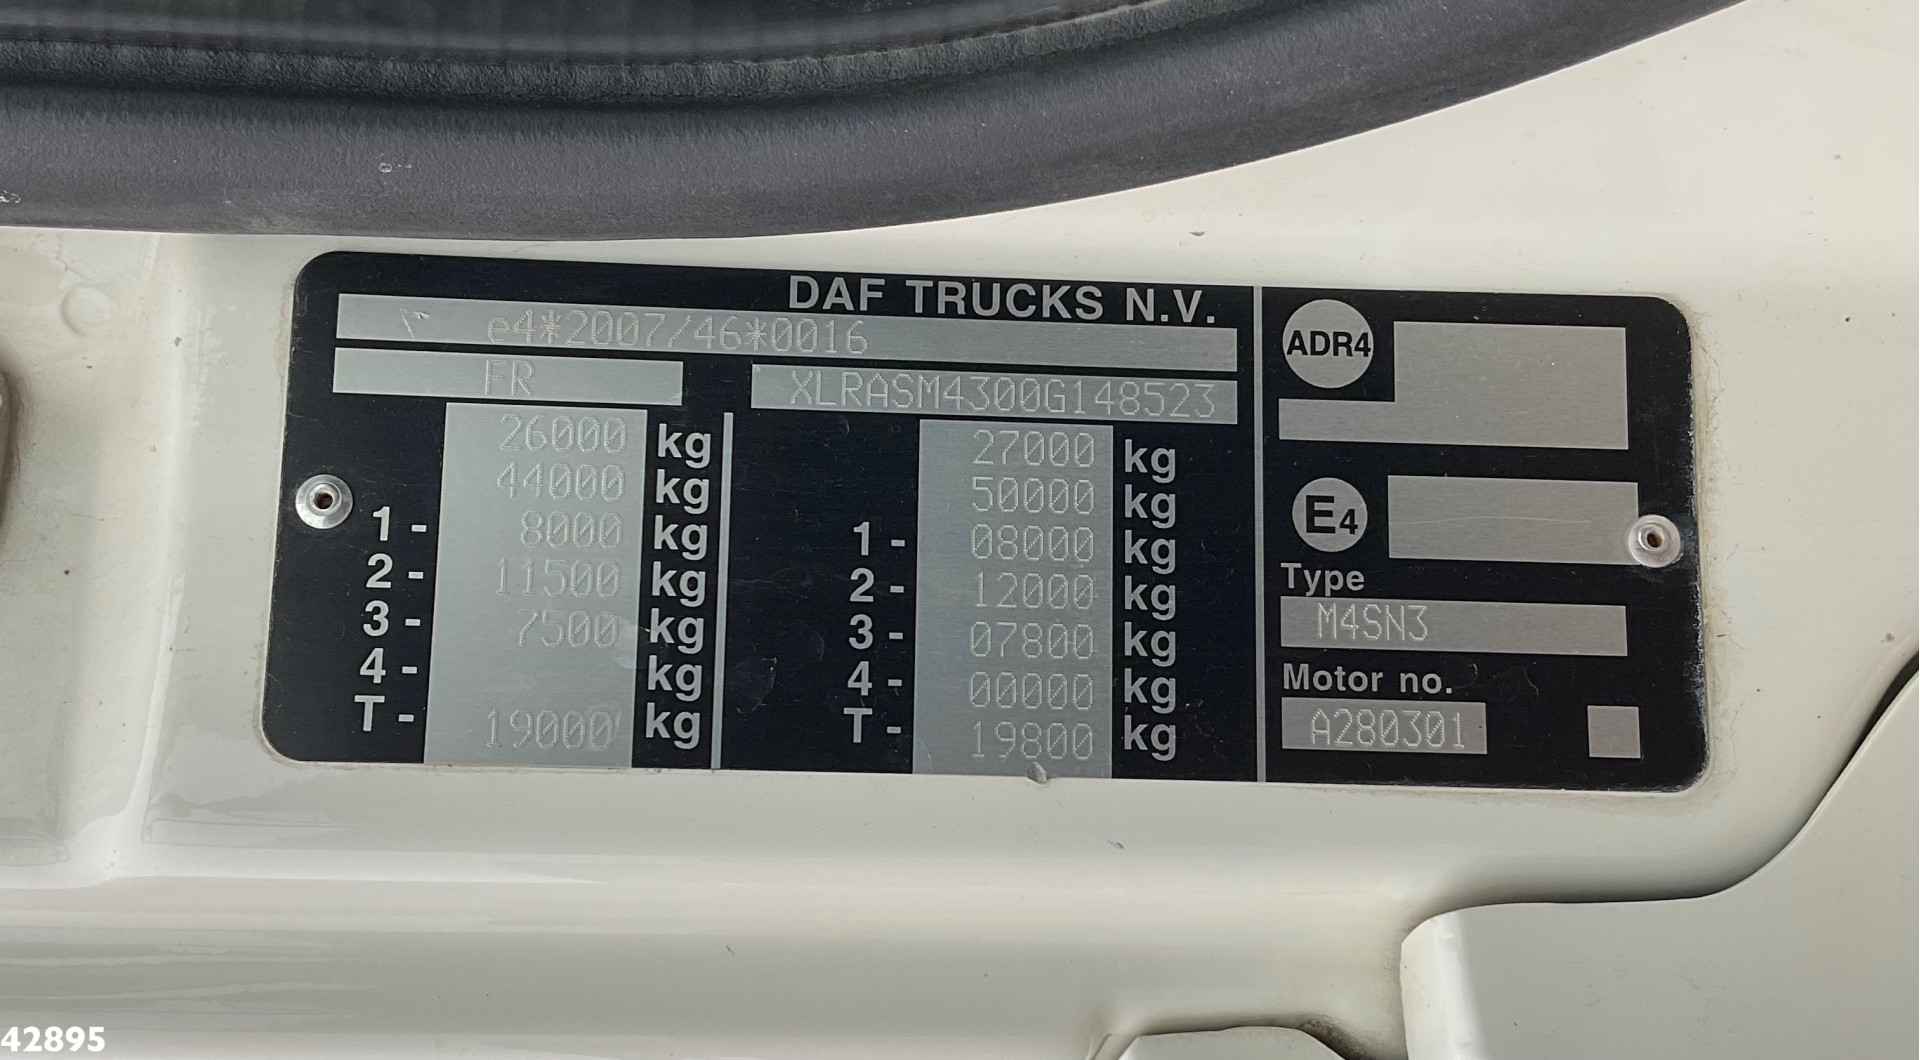 DAF TRUCKS N.V.
e4*2007/46*0016
FR XLRASM4300G148523
26000 kg 27000 kg
44000 kg 50000 kg
1- 8000 kg 1- 08000 kg
2- 11500 kg 2- 12000 kg
3- 7500 kg 3- 07800 kg
4- kg 4- 00000 kg
T- 19000 kg T- 19800 kg
ADR4
E4
Type
M4SN3
Motor no.
A280301
42895